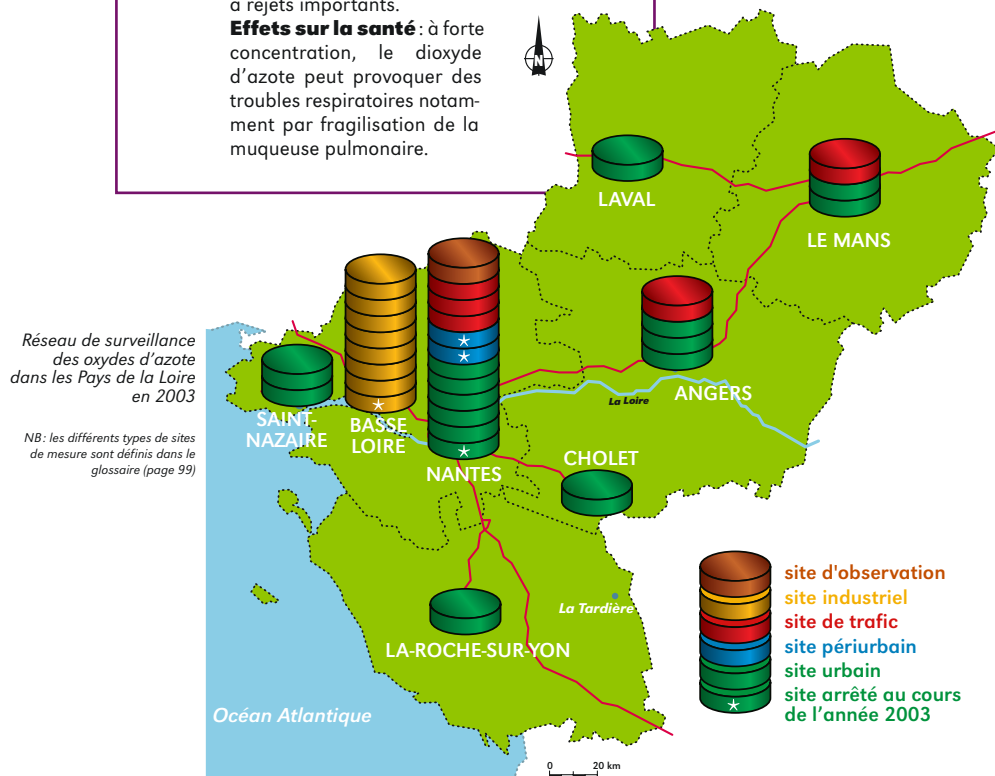 à rejets importants.
Effets sur la santé : à forte
concentration, le dioxyde
d'azote peut provoquer des
troubles respiratoires notam-
ment par fragilisation de la
muqueuse pulmonaire.
N
LAVAL
LE MANS
Réseau de surveillance
des oxydes d'azote
dans les Pays de la Loire
en 2003
NB : les différents types de sites
de mesure sont définis dans le
glossaire (page 99)
SAINT-
NAZAIRE
BASSE
LOIRE
NANTES
La Loire
ANGERS
CHOLET
La Tardière
LA-ROCHE-SUR-YON
Océan Atlantique
site d'observation
site industriel
site de trafic
site périurbain
site urbain
site arrêté au cours
de l'année 2003
0 20 km